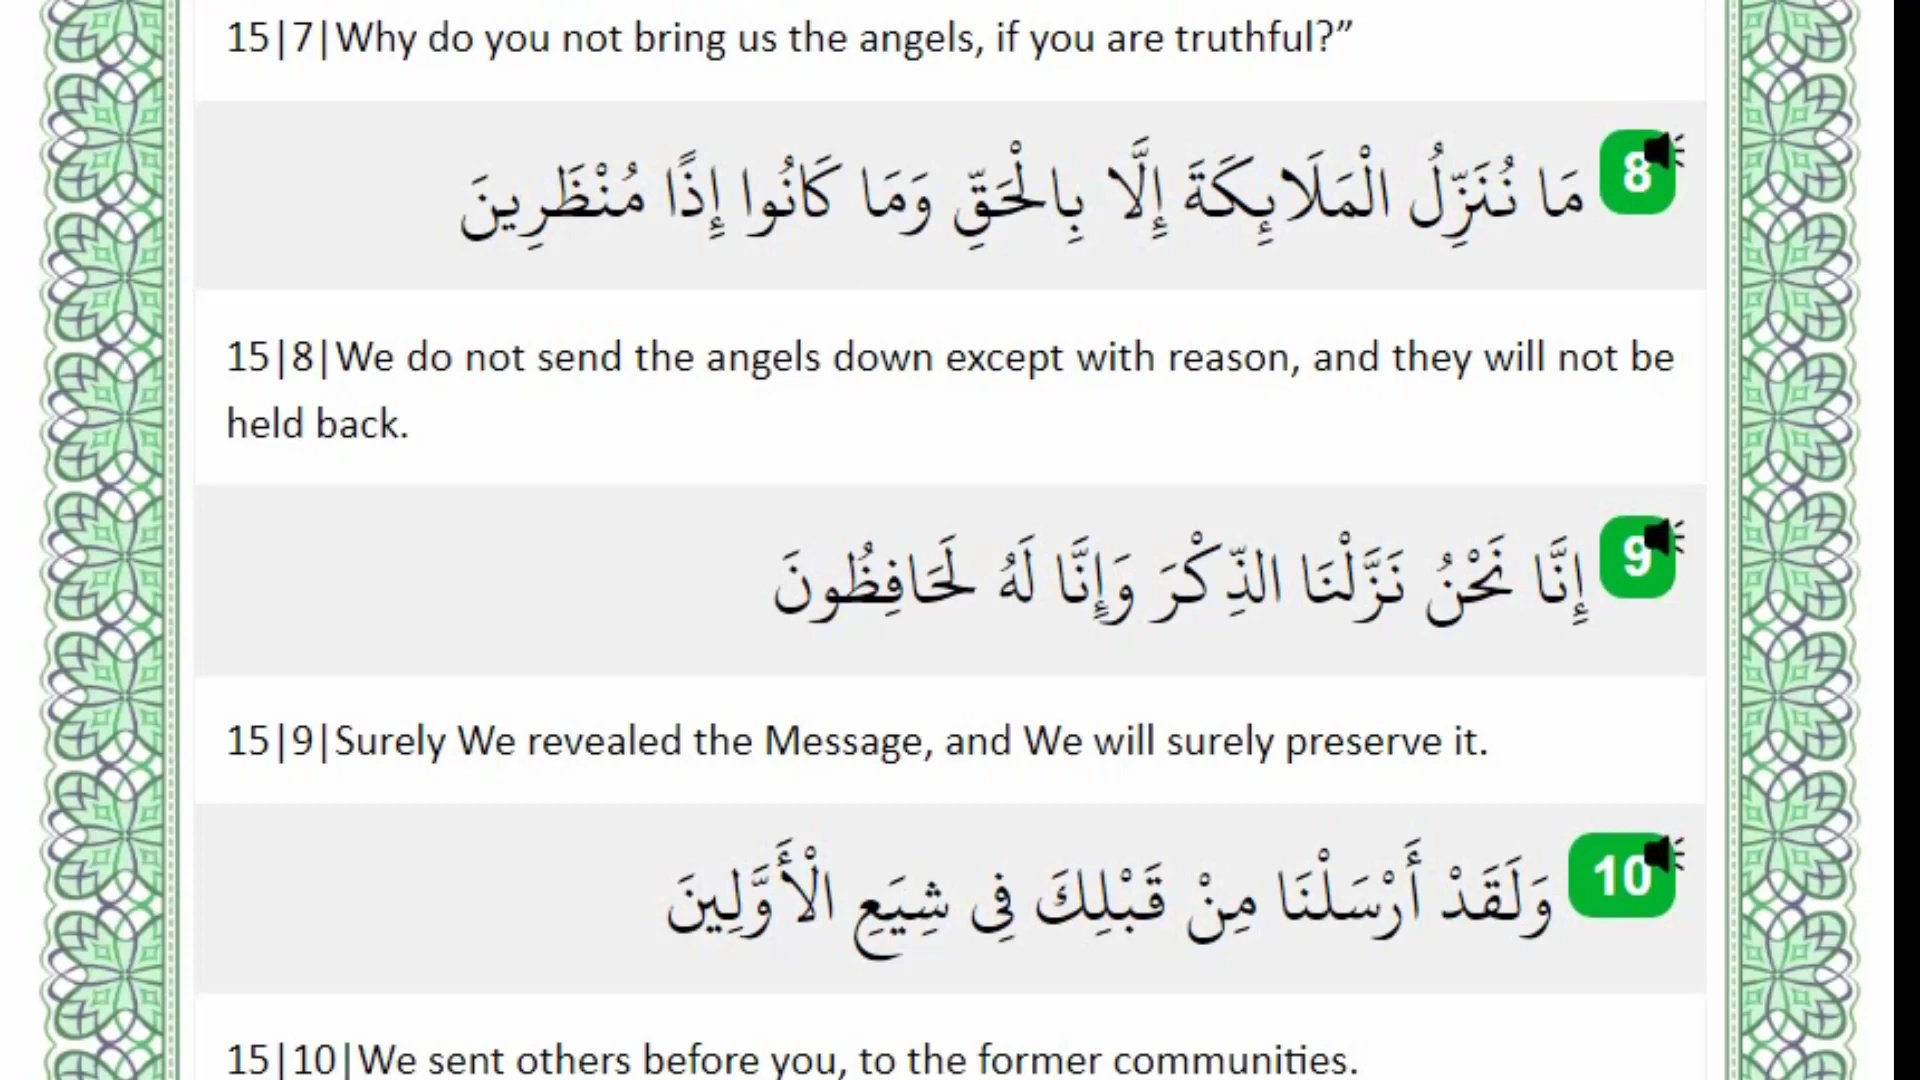 15|7|Why do you not bring us the angels, if you are truthful?”
8 مَا نُنَزِّلُ الْمَلَائِكَةَ إِلَّا بِالْحَقِّ وَمَا كَانُوا إِذًا مُنْظَرِينَ
15|8|We do not send the angels down except with reason, and they will not be
held back.
9 إِنَّا نَحْنُ نَزَّلْنَا الذِّكْرَ وَإِنَّا لَهُ لَحَافِظُونَ
15|9|Surely We revealed the Message, and We will surely preserve it.
10 وَلَقَدْ أَرْسَلْنَا مِنْ قَبْلِكَ فِى شِيَعِ الْأَوَّلِينَ
15|10|We sent others before you, to the former communities.